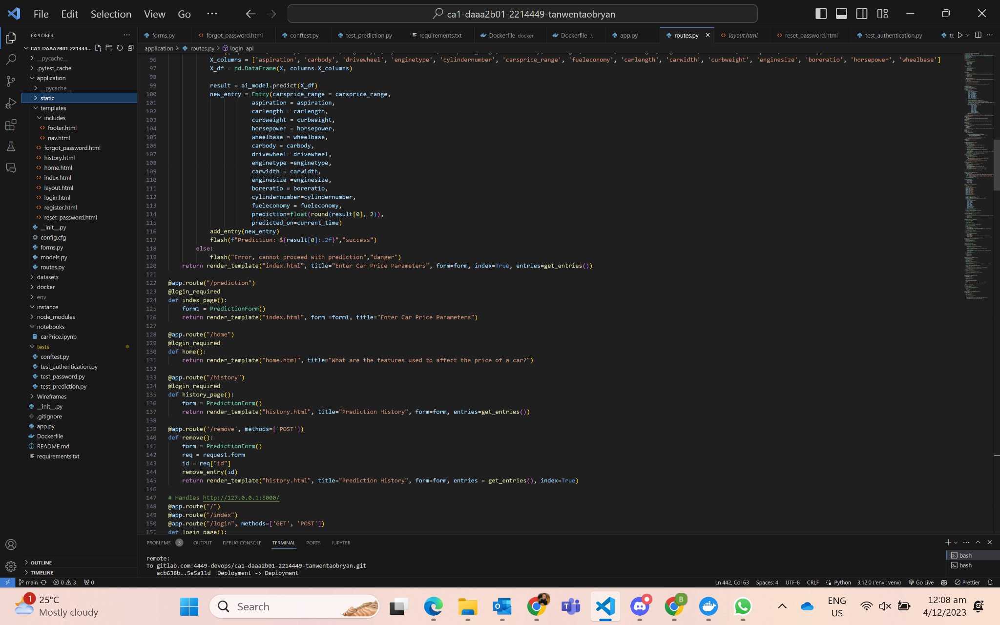 File Edit Selection View Go ···
ca1-daaa2b01-2214449-tanwentaobryan
EXPLORER
forms.py
forgot_password.html
conftest.py
test_prediction.py
requirements.txt
Dockerfile docker
Dockerfile .\
app.py
routes.py
layout.html
reset_password.html
test_authentication.py
te
CA1-DAAA2B01-221444...
application > routes.py > login_api
__pycache__
.pytest_cache
application
__pycache__
static
templates
includes
footer.html
nav.html
forgot_password.html
history.html
home.html
index.html
layout.html
login.html
register.html
reset_password.html
__init__.py
config.cfg
forms.py
models.py
routes.py
datasets
docker
env
instance
node_modules
notebooks
carPrice.ipynb
tests
conftest.py
test_authentication.py
test_password.py
test_prediction.py
Wireframes
__init__.py
.gitignore
app.py
Dockerfile
README.md
requirements.txt
OUTLINE
TIMELINE
96 X_columns = ['aspiration', 'carbody', 'drivewheel', 'enginetype', 'cylindernumber', 'carsprice_range', 'fueleconomy', 'carlength', 'carwidth', 'curbweight', 'enginesize', 'boreratio', 'horsepower', 'wheelbase']
97 X_df = pd.DataFrame(X, columns=X_columns)
98
99 result = ai_model.predict(X_df)
100 new_entry = Entry(carsprice_range = carsprice_range,
101 aspiration = aspiration,
102 carlength = carlength,
103 curbweight = curbweight,
104 horsepower = horsepower,
105 wheelbase = wheelbase,
106 carbody = carbody,
107 drivewheel= drivewheel,
108 enginetype =enginetype,
109 carwidth = carwidth,
110 enginesize =enginesize,
111 boreratio = boreratio,
112 cylindernumber=cylindernumber,
113 fueleconomy = fueleconomy,
114 prediction=float(round(result[0], 2)),
115 predicted_on=current_time)
116 add_entry(new_entry)
117 flash(f"Prediction: ${result[0]:.2f}","success")
118 else:
119 flash("Error, cannot proceed with prediction","danger")
120 return render_template("index.html", title="Enter Car Price Parameters", form=form, index=True, entries=get_entries())
121
122 @app.route("/prediction")
123 @login_required
124 def index_page():
125 form1 = PredictionForm()
126 return render_template("index.html", form =form1, title="Enter Car Price Parameters")
127
128 @app.route("/home")
129 @login_required
130 def home():
131 return render_template("home.html", title="What are the features used to affect the price of a car?")
132
133 @app.route("/history")
134 @login_required
135 def history_page():
136 form = PredictionForm()
137 return render_template("history.html", title="Prediction History", form=form, entries=get_entries())
138
139 @app.route('/remove', methods=['POST'])
140 def remove():
141 form = PredictionForm()
142 req = request.form
143 id = req["id"]
144 remove_entry(id)
145 return render_template("history.html", title="Prediction History", form=form, entries = get_entries(), index=True)
146
147 # Handles http://127.0.0.1:5000/
148 @app.route("/")
149 @app.route("/index")
150 @app.route("/login", methods=['GET', 'POST'])
151 def login_page():
PROBLEMS 3 OUTPUT DEBUG CONSOLE TERMINAL PORTS JUPYTER
remote:
To gitlab.com:4449-devops/ca1-daaa2b01-2214449-tanwentaobryan.git
acb638b..5e5a11d Deployment -> Deployment
bash
bash
main 0 3 0
Ln 442, Col 63 Spaces: 4 UTF-8 CRLF Python 3.12.0 ('env': venv) Go Live Prettier
1 25°C
Mostly cloudy
Search
B
ENG
US
12:08 am
4/12/2023